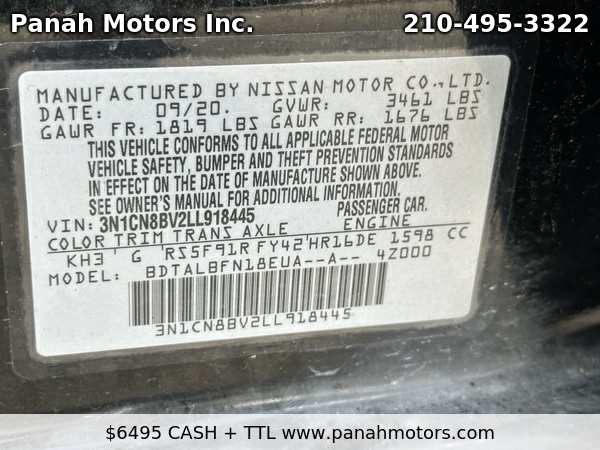 Panah Motors Inc. 210-495-3322
MANUFACTURED BY NISSAN MOTOR CO., LTD.
DATE: 09/20. GVWR: 3461 LBS
GAWR FR: 1819 LBS GAWR RR: 1676 LBS
THIS VEHICLE CONFORMS TO ALL APPLICABLE FEDERAL MOTOR
VEHICLE SAFETY, BUMPER AND THEFT PREVENTION STANDARDS
IN EFFECT ON THE DATE OF MANUFACTURE SHOWN ABOVE.
SEE OWNER'S MANUAL FOR ADDITIONAL INFORMATION.
VIN: 3N1CN8BV2LL918445 PASSENGER CAR.
COLOR TRIM TRANS AXLE ENGINE
KH3 G RS5F91R FY42 HR16DE 1598 CC
MODEL: BDTALBFN18EUA--A-- 4Z000
3N1CN8BV2LL918445
$6495 CASH + TTL www.panahmotors.com